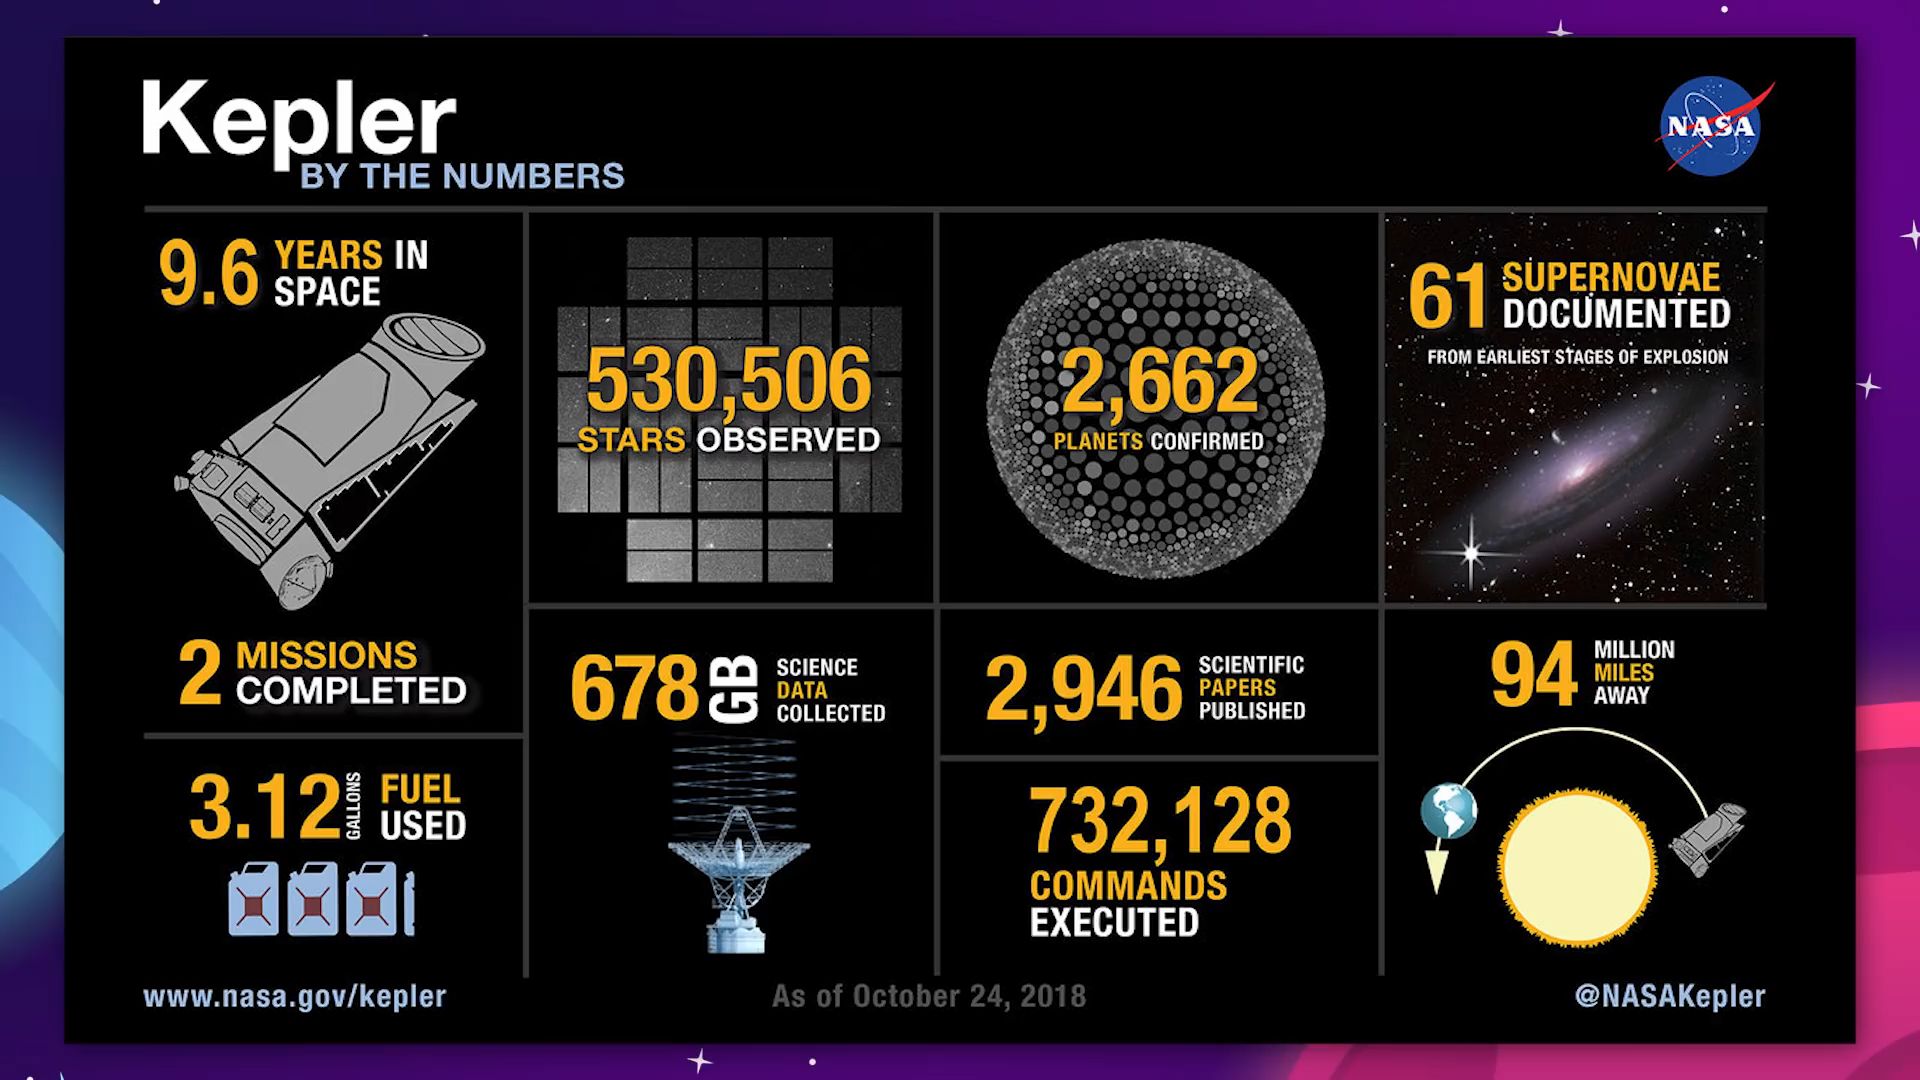 Kepler
BY THE NUMBERS
NASA
9.6 YEARS IN
SPACE
2 MISSIONS
COMPLETED
3.12 GALLONS FUEL
USED
530,506
STARS OBSERVED
678 GB SCIENCE
DATA
COLLECTED
2,662
PLANETS CONFIRMED
2,946 SCIENTIFIC
PAPERS
PUBLISHED
732,128
COMMANDS
EXECUTED
61 SUPERNOVAE
DOCUMENTED
FROM EARLIEST STAGES OF EXPLOSION
94 MILLION
MILES
AWAY
www.nasa.gov/kepler
As of October 24, 2018
@NASAKepler